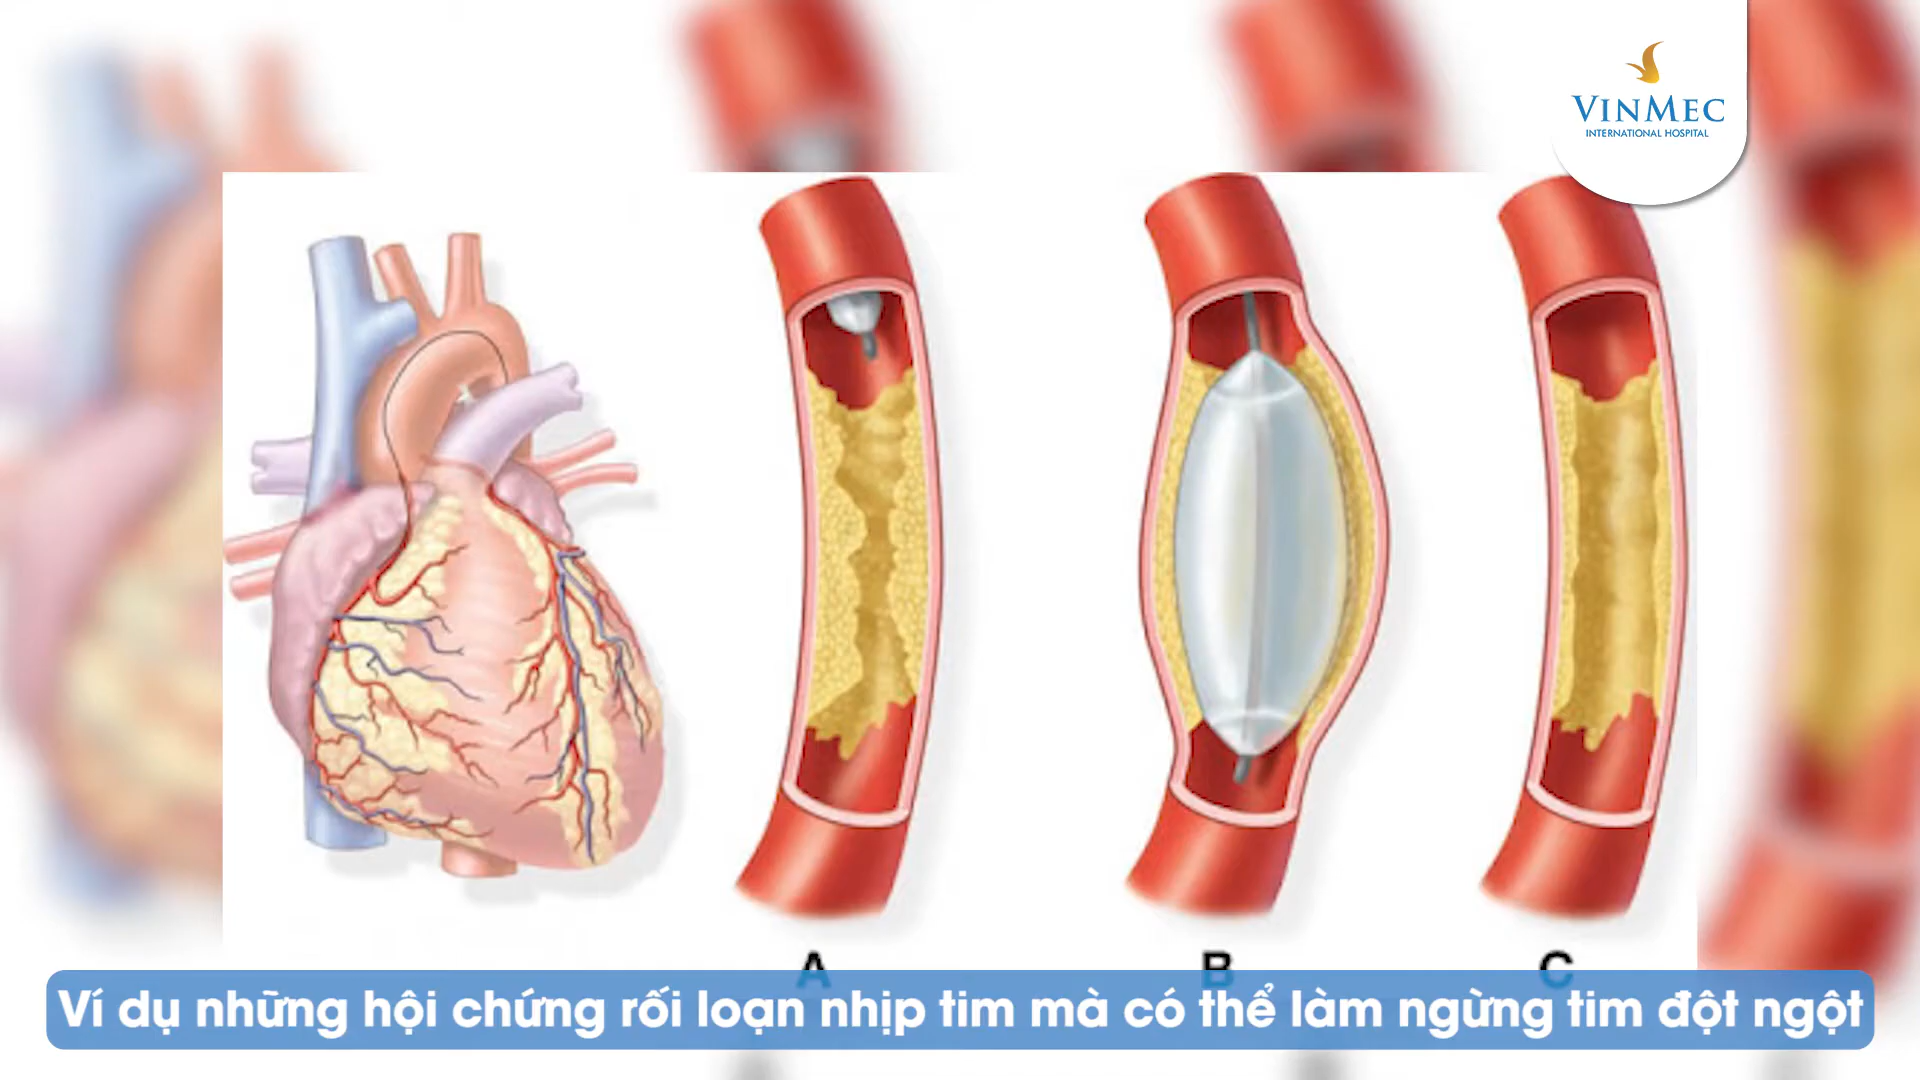 VINMEC
INTERNATIONAL HOSPITAL
A B C
Ví dụ những hội chứng rối loạn nhịp tim mà có thể làm ngừng tim đột ngột